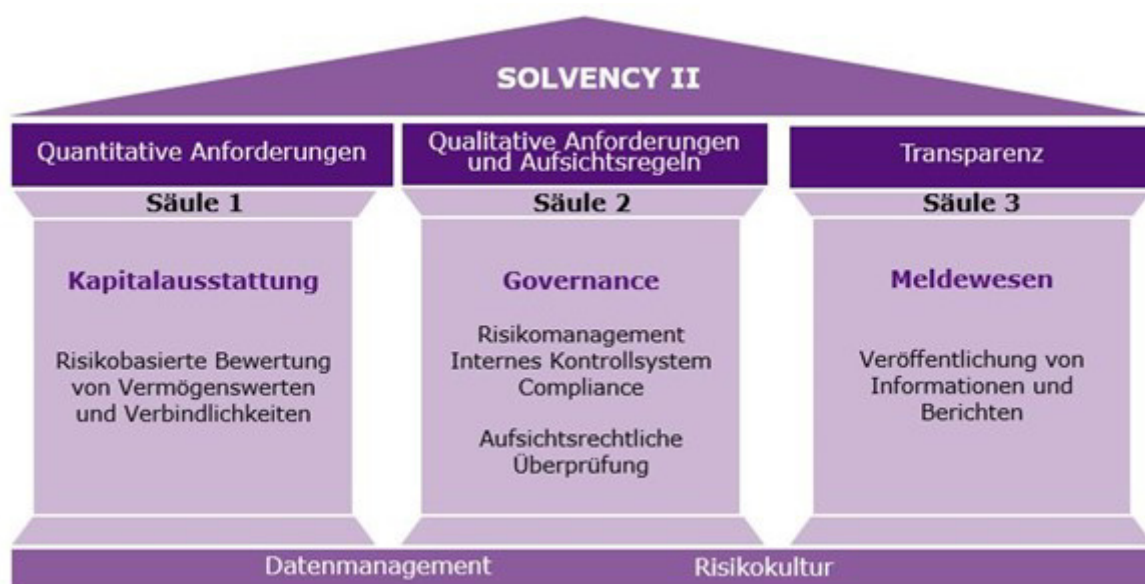 SOLVENCY II
Quantitative Anforderungen
Qualitative Anforderungen
und Aufsichtsregeln
Transparenz
Säule 1
Säule 2
Säule 3
Kapitalausstattung
Risikobasierte Bewertung
von Vermögenswerten
und Verbindlichkeiten
Governance
Risikomanagement
Internes Kontrollsystem
Compliance
Aufsichtsrechtliche
Überprüfung
Meldewesen
Veröffentlichung von
Informationen und
Berichten
Datenmanagement
Risikokultur